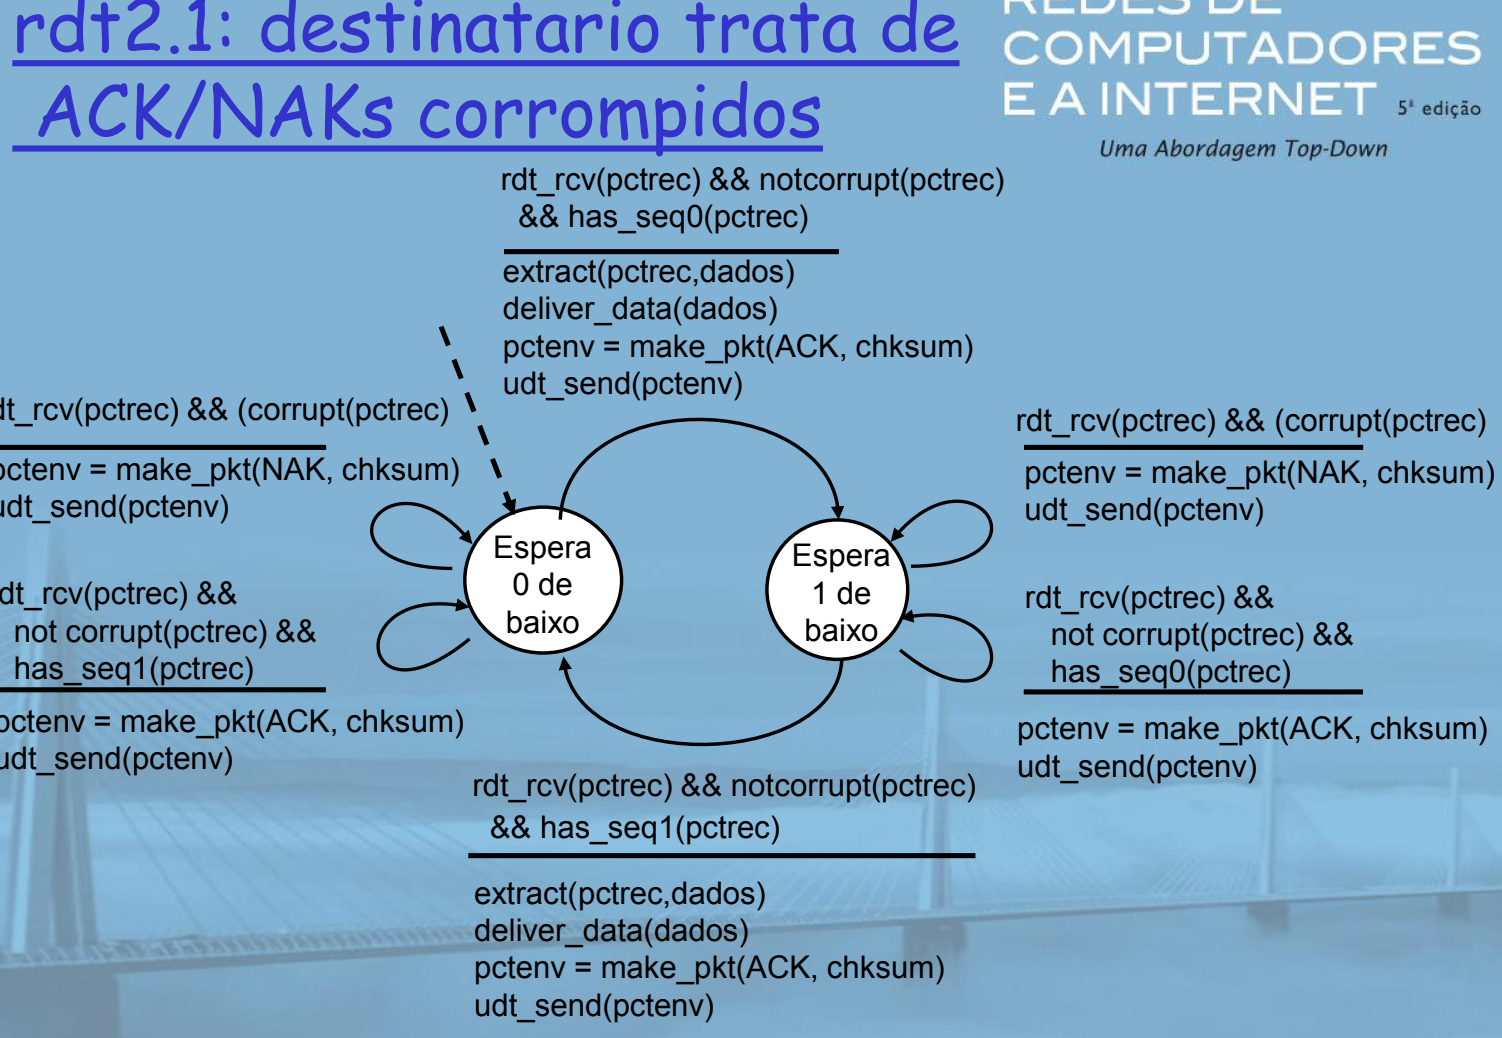 rdt2.1: destinatario trata de
ACK/NAKs corrompidos
REDES DE
COMPUTADORES
E A INTERNET 5ª edição
Uma Abordagem Top-Down
rdt_rcv(pctrec) && notcorrupt(pctrec)
&& has_seq0(pctrec)
extract(pctrec,dados)
deliver_data(dados)
pctenv = make_pkt(ACK, chksum)
udt_send(pctenv)
dt_rcv(pctrec) && (corrupt(pctrec)
pctenv = make_pkt(NAK, chksum)
udt_send(pctenv)
dt_rcv(pctrec) &&
not corrupt(pctrec) &&
has_seq1(pctrec)
pctenv = make_pkt(ACK, chksum)
udt_send(pctenv)
Espera
0 de
baixo
Espera
1 de
baixo
rdt_rcv(pctrec) && (corrupt(pctrec)
pctenv = make_pkt(NAK, chksum)
udt_send(pctenv)
rdt_rcv(pctrec) &&
not corrupt(pctrec) &&
has_seq0(pctrec)
pctenv = make_pkt(ACK, chksum)
udt_send(pctenv)
rdt_rcv(pctrec) && notcorrupt(pctrec)
&& has_seq1(pctrec)
extract(pctrec,dados)
deliver_data(dados)
pctenv = make_pkt(ACK, chksum)
udt_send(pctenv)